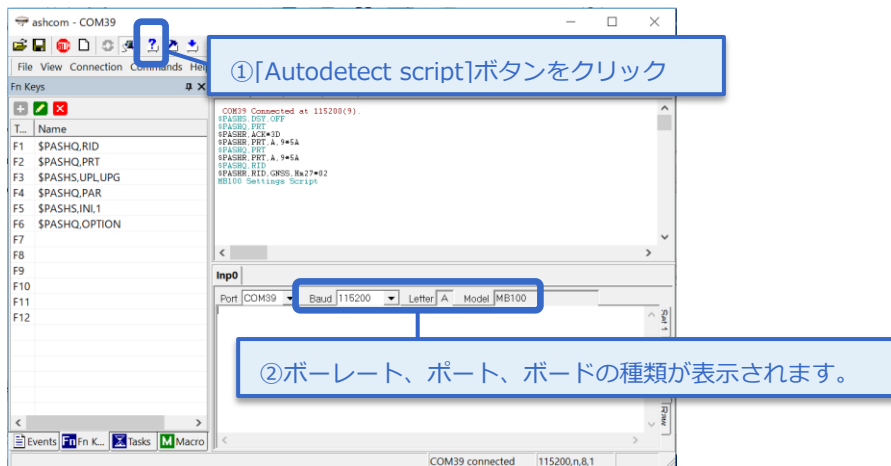 ashcom - COM39
File View Connection Commands Help
①[Autodetect script]ボタンをクリック
Fn Keys
T... Name
F1 $PASHQ,RID
F2 $PASHQ,PRT
F3 $PASHS,UPL,UPG
F4 $PASHQ,PAR
F5 $PASHS,INI,1
F6 $PASHQ,OPTION
F7
F8
F9
F10
F11
F12
COM39 Connected at 115200(9).
$PASHS,DSY,OFF
$PASHQ,PRT
$PASHR,ACK*3D
$PASHR,PRT,A,9*5A
$PASHQ,PRT
$PASHR,PRT,A,9*5A
$PASHQ,RID
$PASHR,RID,GNSS,Hm27*02
MB100 Settings Script
Inp0
Port COM39 Baud 115200 Letter A Model MB100
②ボーレート、ポート、ボードの種類が表示されます。
Raw
Events Fn Fn K... Tasks M Macro
COM39 connected 115200,n,8,1